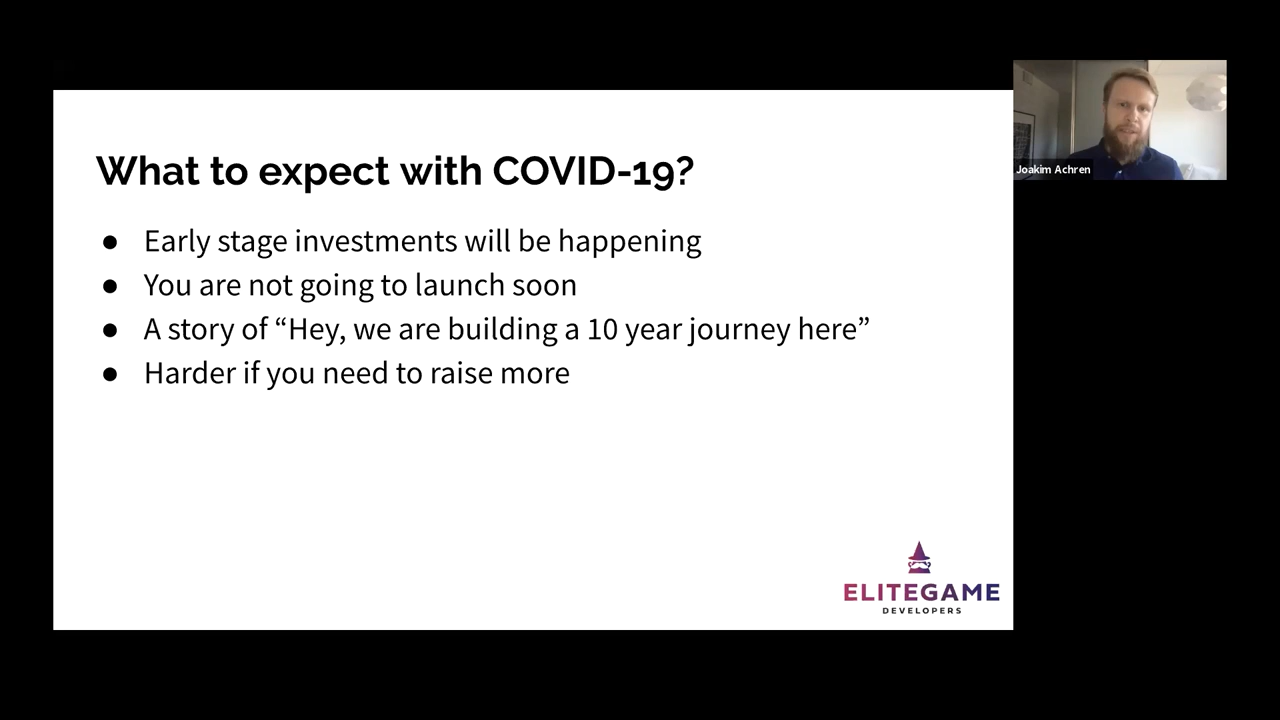 What to expect with COVID-19?
● Early stage investments will be happening
● You are not going to launch soon
● A story of “Hey, we are building a 10 year journey here”
● Harder if you need to raise more
ELITEGAME
DEVELOPERS
Joakim Achren